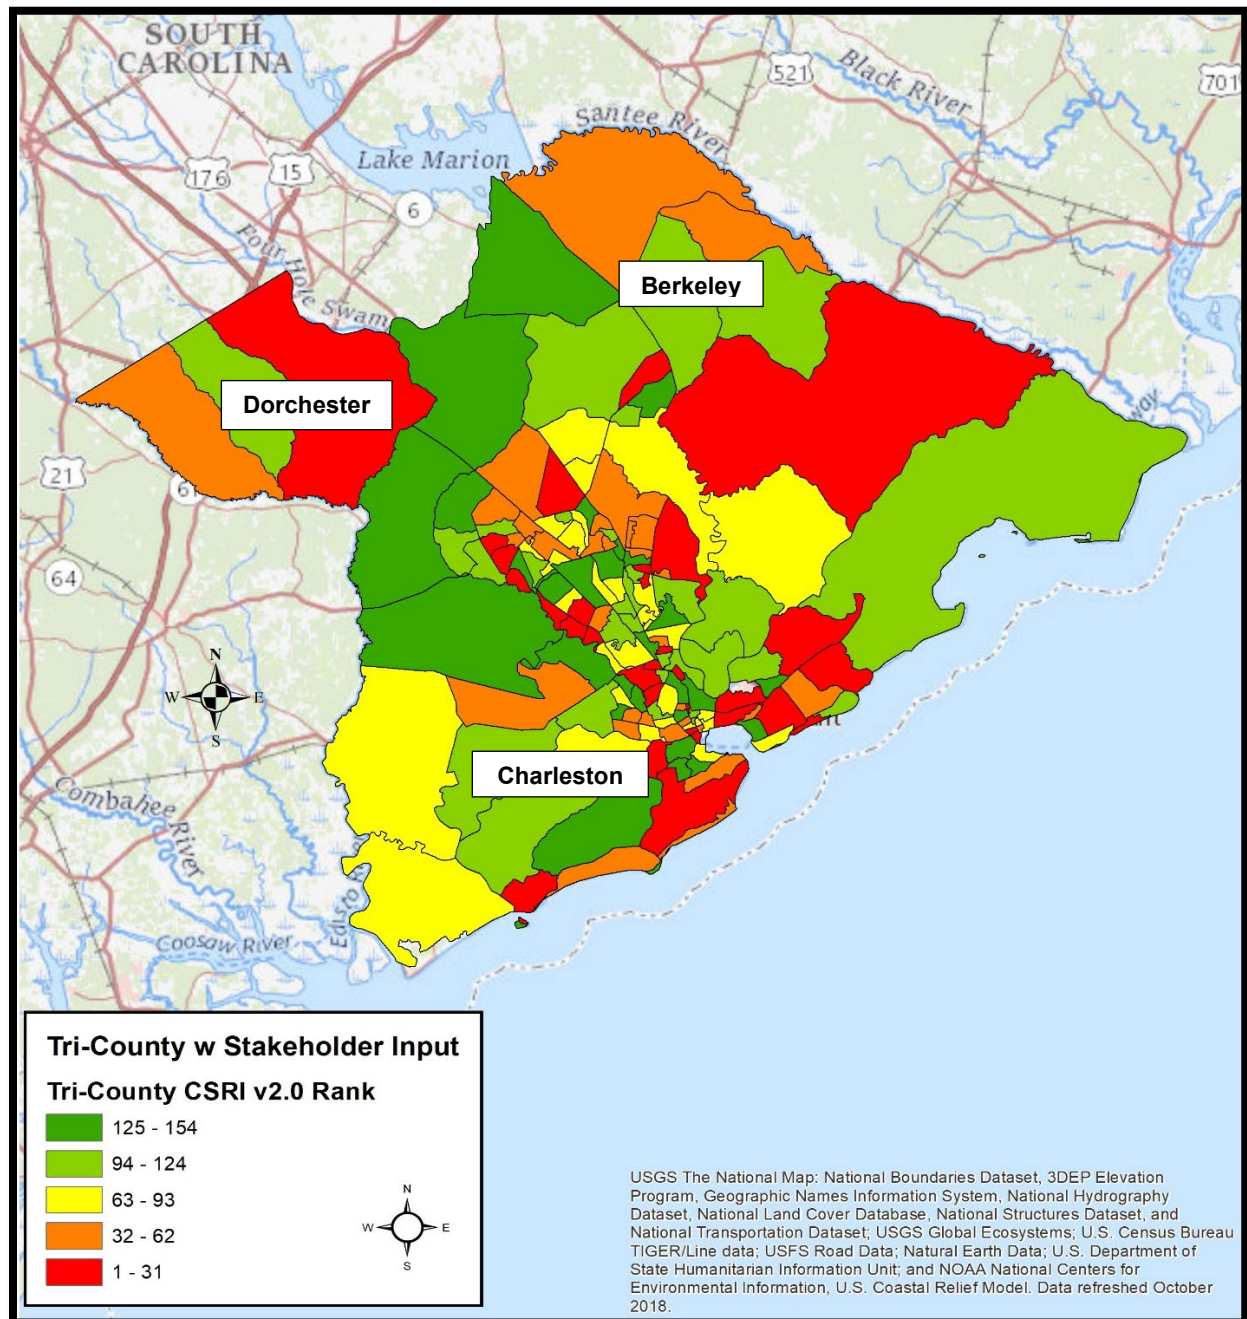 SOUTH
CAROLINA
521
Black River
701
Santee River
Lake Marion
176
15
6
Four Hole Swamp
Berkeley
Dorchester
way
21
61
64
N
W
E
S
Charleston
Combahee
River
Edisto R
Coosaw River
Tri-County w Stakeholder Input
Tri-County CSRI v2.0 Rank
125 - 154
94 - 124
63 - 93
32 - 62
1 - 31
N
W
E
S
USGS The National Map: National Boundaries Dataset, 3DEP Elevation
Program, Geographic Names Information System, National Hydrography
Dataset, National Land Cover Database, National Structures Dataset, and
National Transportation Dataset; USGS Global Ecosystems; U.S. Census Bureau
TIGER/Line data; USFS Road Data; Natural Earth Data; U.S. Department of
State Humanitarian Information Unit; and NOAA National Centers for
Environmental Information, U.S. Coastal Relief Model. Data refreshed October
2018.